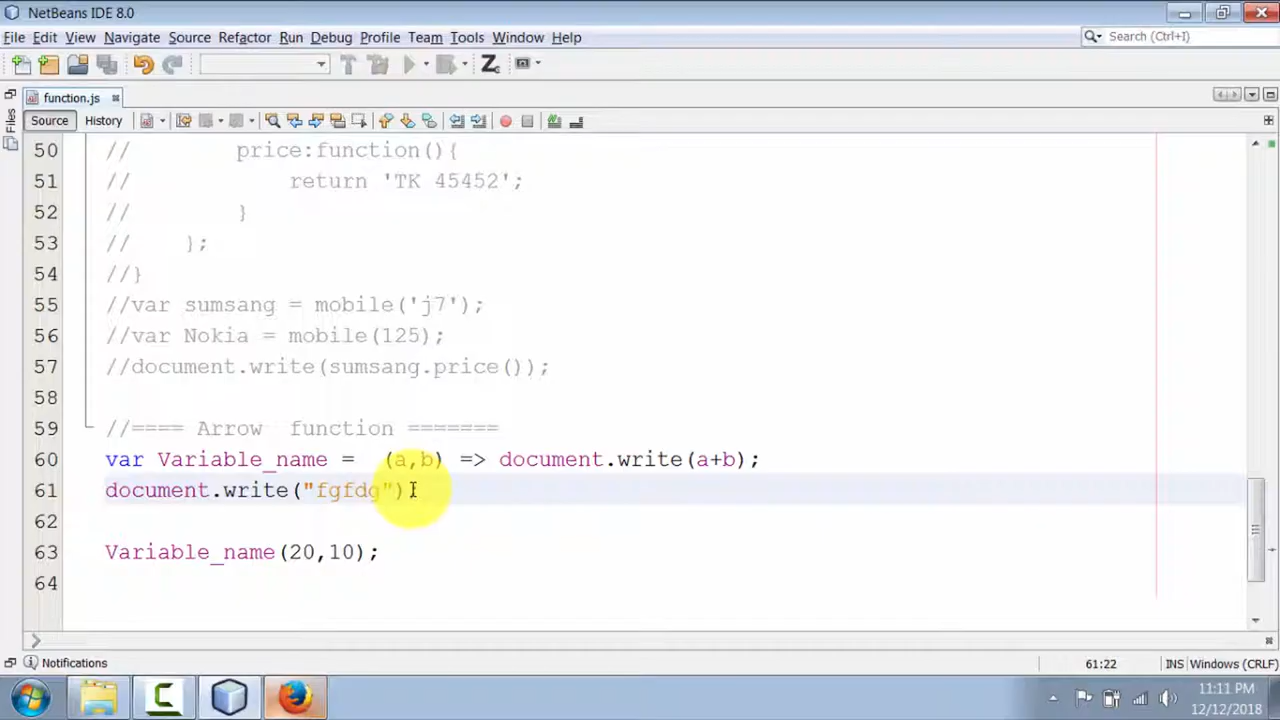 NetBeans IDE 8.0
File Edit View Navigate Source Refactor Run Debug Profile Team Tools Window Help
Search (Ctrl+I)
function.js
Files
Source History
50 // price:function(){
51 // return 'TK 45452';
52 // }
53 // };
54 //}
55 //var sumsang = mobile('j7');
56 //var Nokia = mobile(125);
57 //document.write(sumsang.price());
58
59 //==== Arrow function =======
60 var Variable_name = (a,b) => document.write(a+b);
61 document.write("fgfdg")
62
63 Variable_name(20,10);
64
Notifications
61:22 INS Windows (CRLF)
11:11 PM
12/12/2018